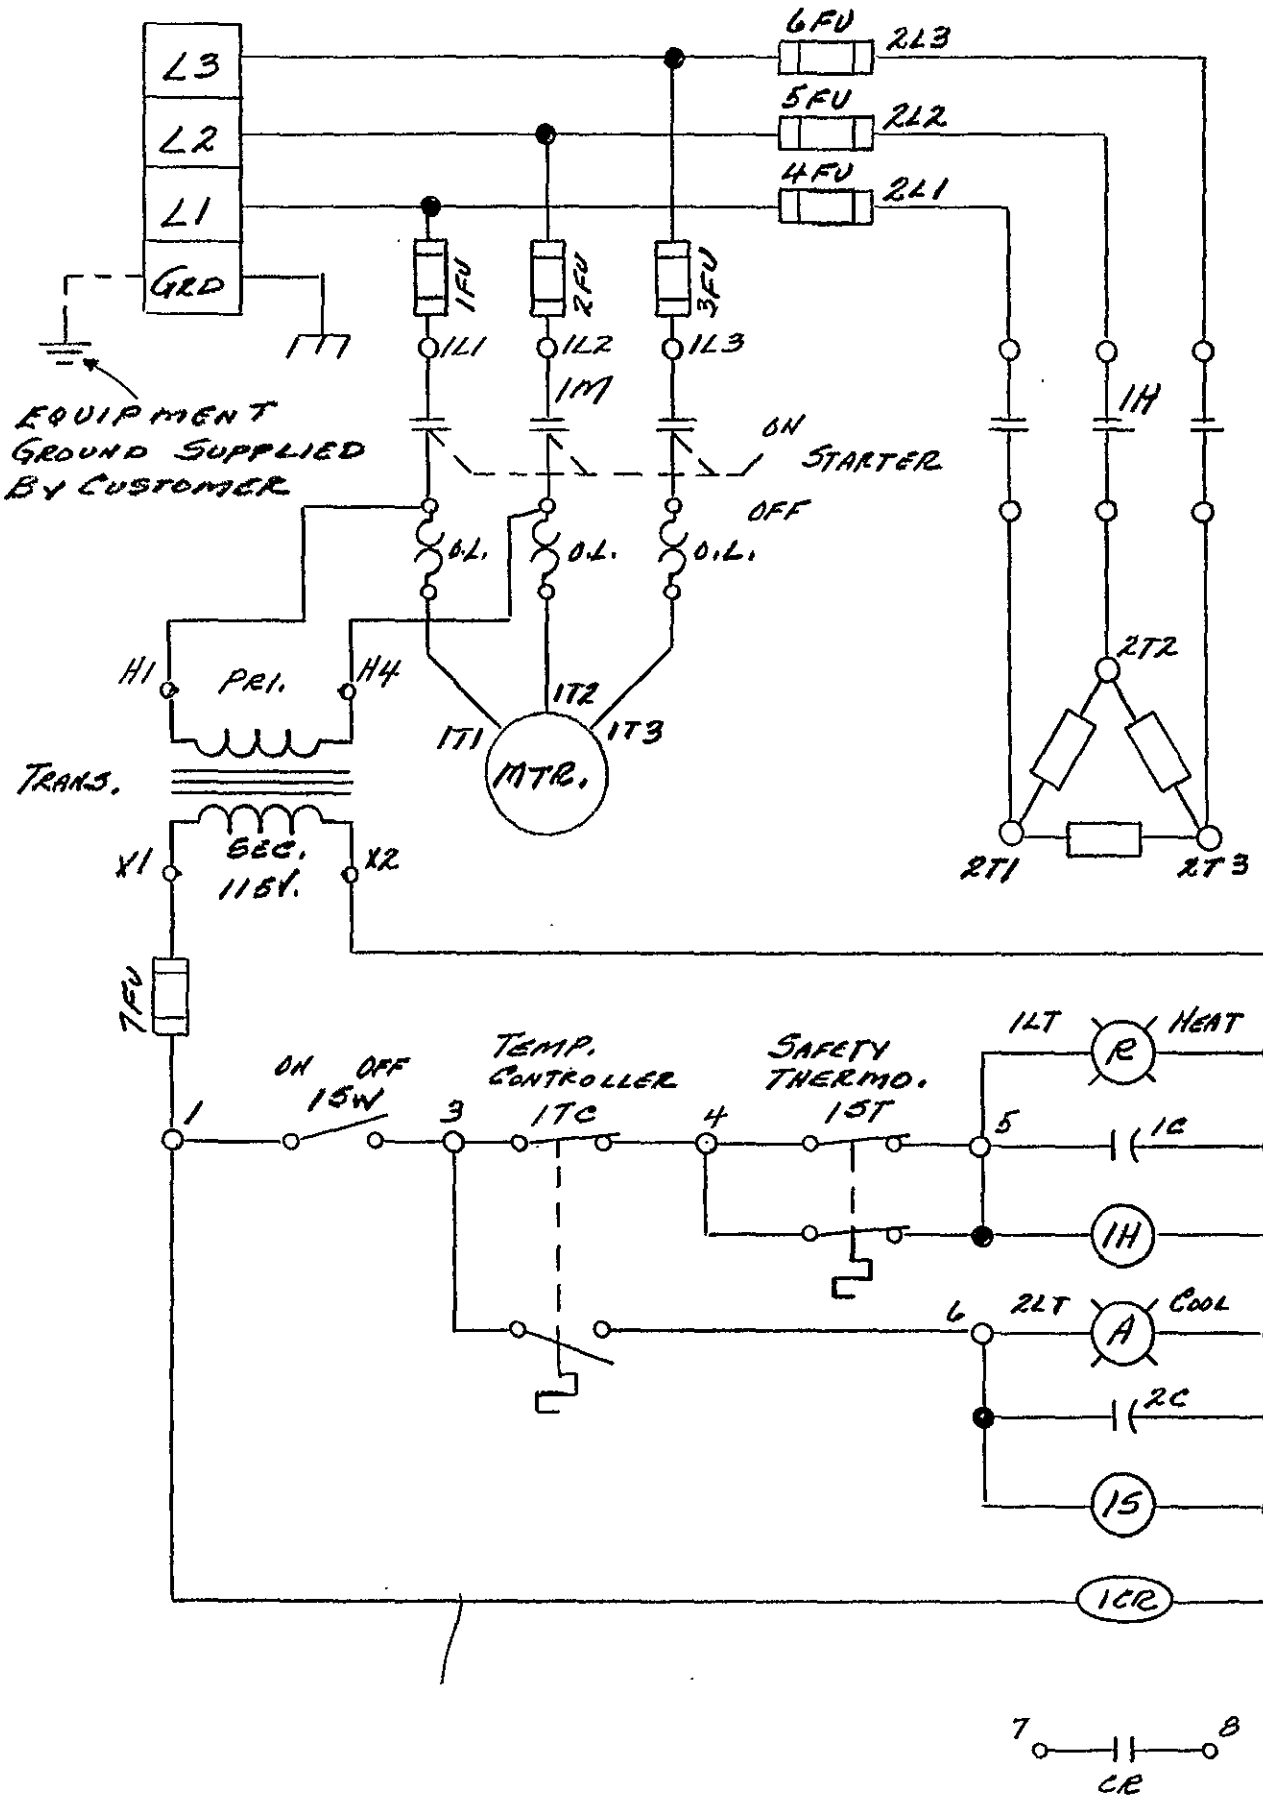 6FU
2L3
L3
5FU
2L2
L2
4FU
2L1
L1
GRD
1FU
2FU
3FU
1L1
1L2
1L3
1M
1H
EQUIPMENT
GROUND SUPPLIED
BY CUSTOMER
ON
STARTER
OFF
O.L.
O.L.
O.L.
H1
PRI.
H4
2T2
1T2
1T1
1T3
MTR.
TRANS.
SEC.
X1
X2
115V.
2T1
2T3
7FU
1LT
R
HEAT
TEMP.
CONTROLLER
SAFETY
THERMO.
ON
OFF
1SW
1
3
1TC
4
1ST
5
1C
1H
6
2LT
A
COOL
2C
1S
1CR
7
8
CR